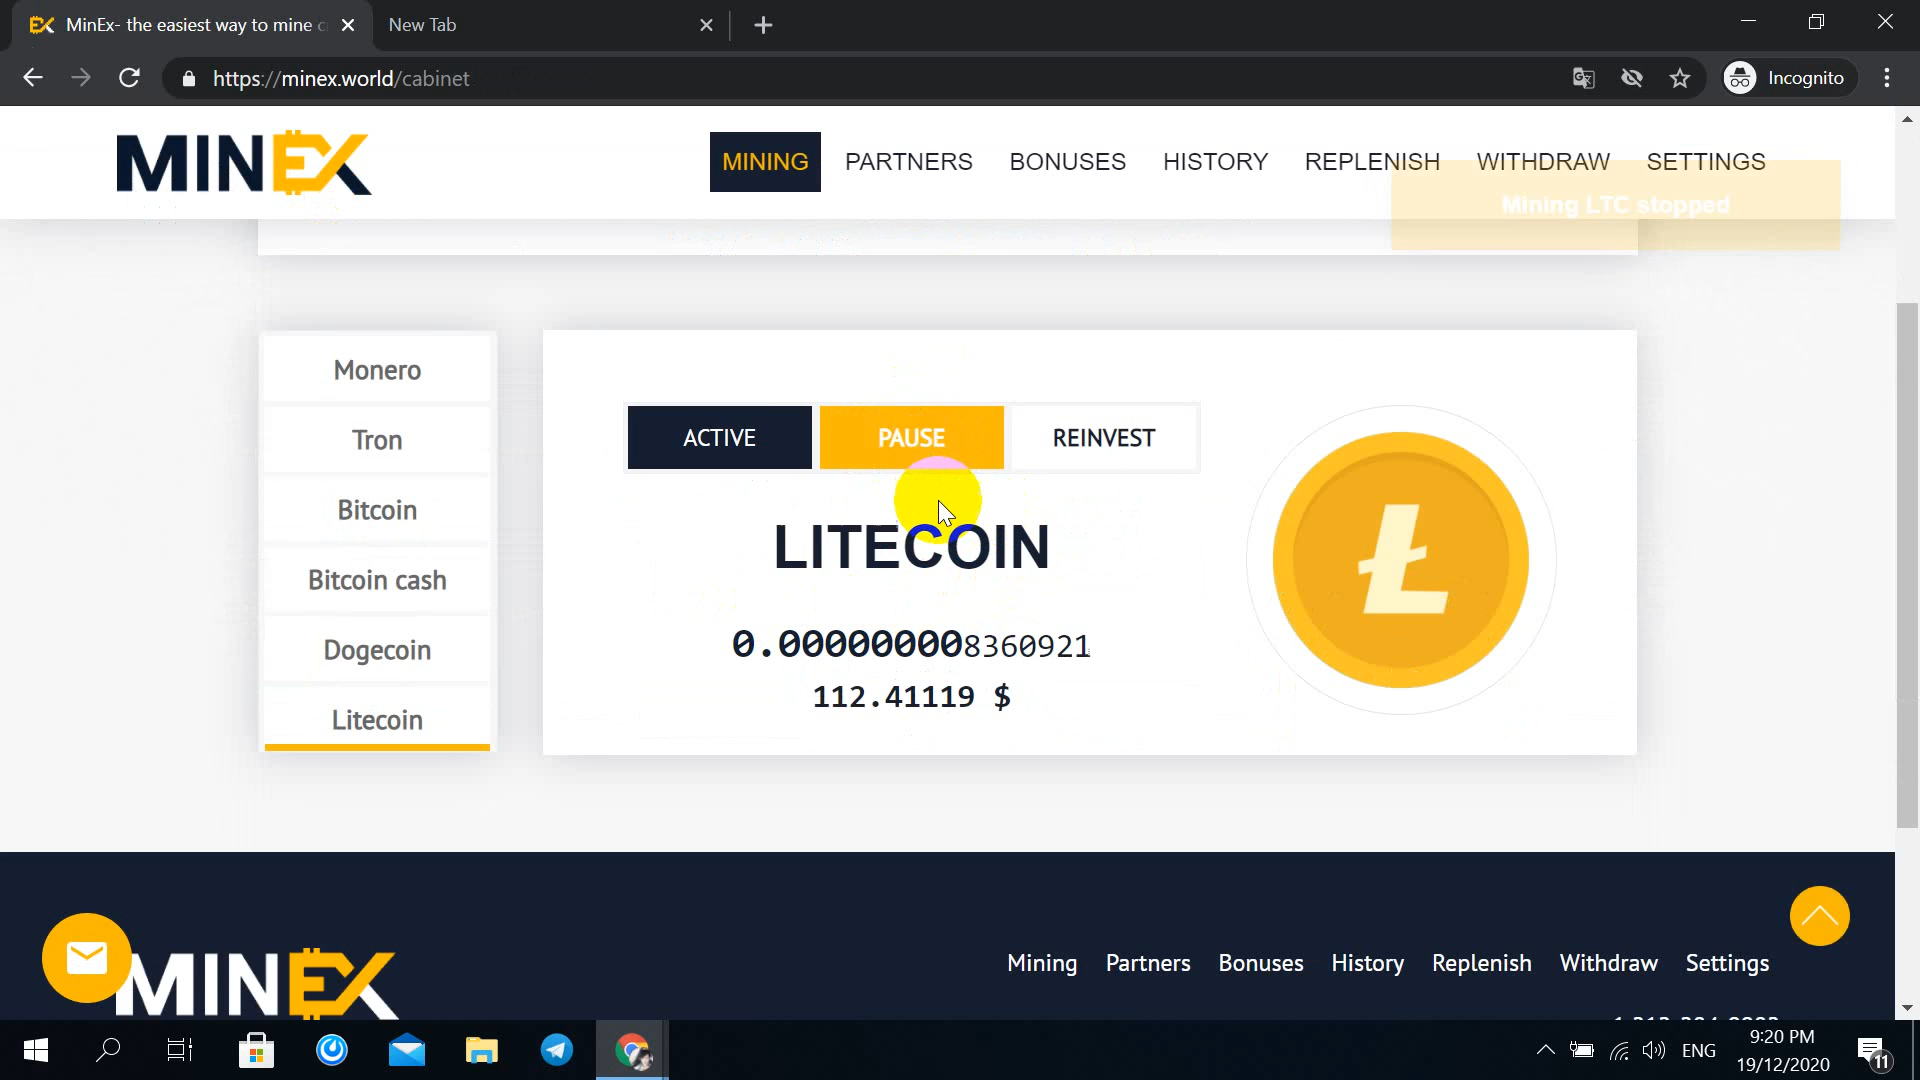 MinEx- the easiest way to mine c
New Tab
https://minex.world/cabinet
Incognito
MINEX
MINING
PARTNERS
BONUSES
HISTORY
REPLENISH
WITHDRAW
SETTINGS
Mining LTC stopped
Monero
Tron
Bitcoin
Bitcoin cash
Dogecoin
Litecoin
ACTIVE
PAUSE
REINVEST
LITECOIN
0.000000008360921
112.41119 $
MINEX
Mining
Partners
Bonuses
History
Replenish
Withdraw
Settings
ENG
9:20 PM
19/12/2020
11